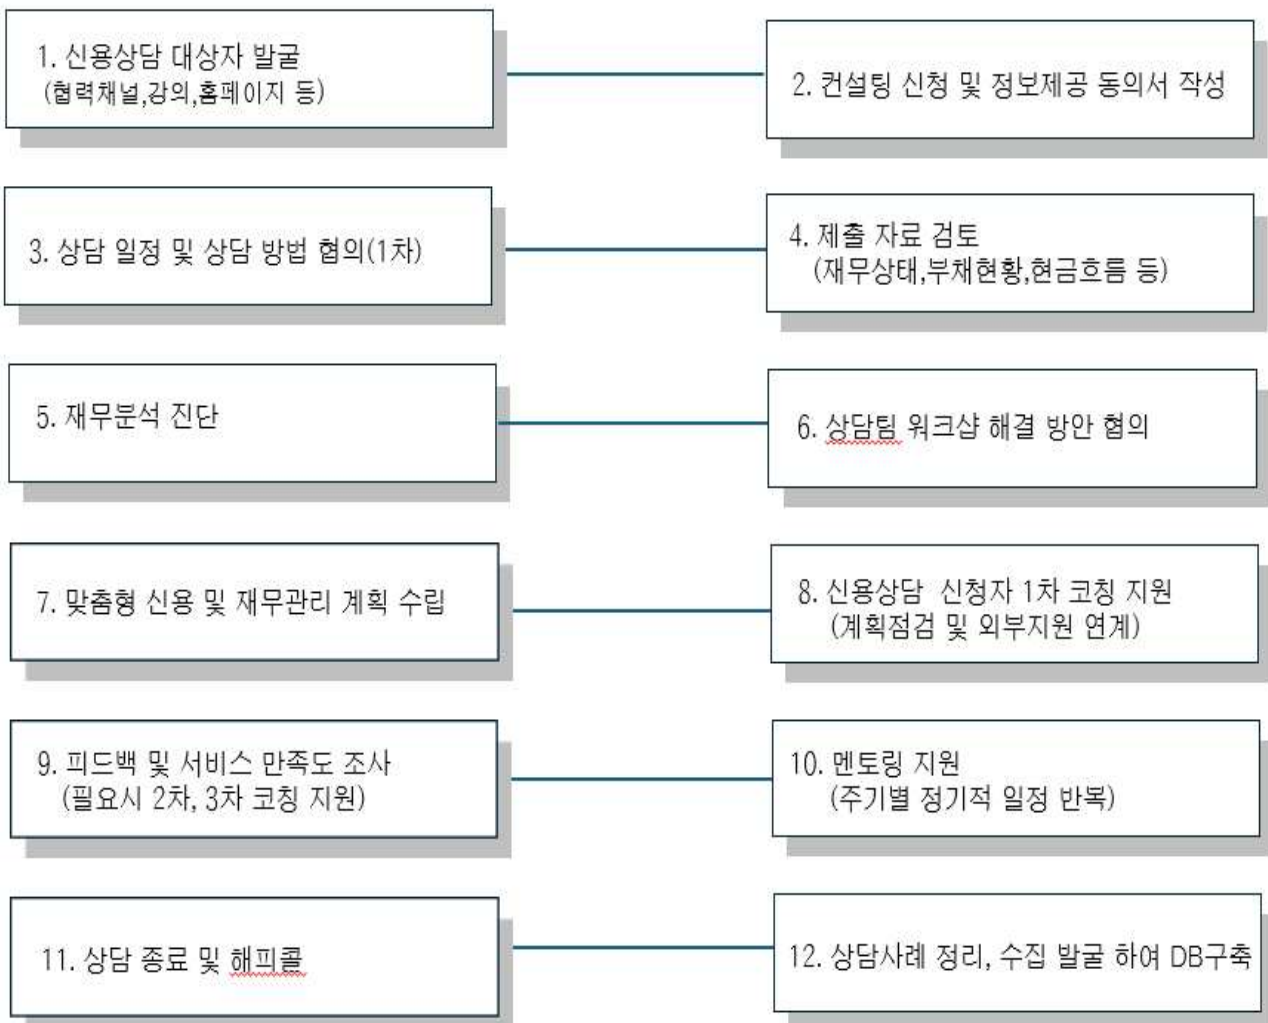 1. 신용상담 대상자 발굴
(협력채널,강의,홈페이지 등)
2. 컨설팅 신청 및 정보제공 동의서 작성
3. 상담 일정 및 상담 방법 협의(1차)
4. 제출 자료 검토
(재무상태,부채현황,현금흐름 등)
5. 재무분석 진단
6. 상담팀 워크샵 해결 방안 협의
7. 맞춤형 신용 및 재무관리 계획 수립
8. 신용상담 신청자 1차 코칭 지원
(계획점검 및 외부지원 연계)
9. 피드백 및 서비스 만족도 조사
(필요시 2차, 3차 코칭 지원)
10. 멘토링 지원
(주기별 정기적 일정 반복)
11. 상담 종료 및 해피콜
12. 상담사례 정리, 수집 발굴 하여 DB구축